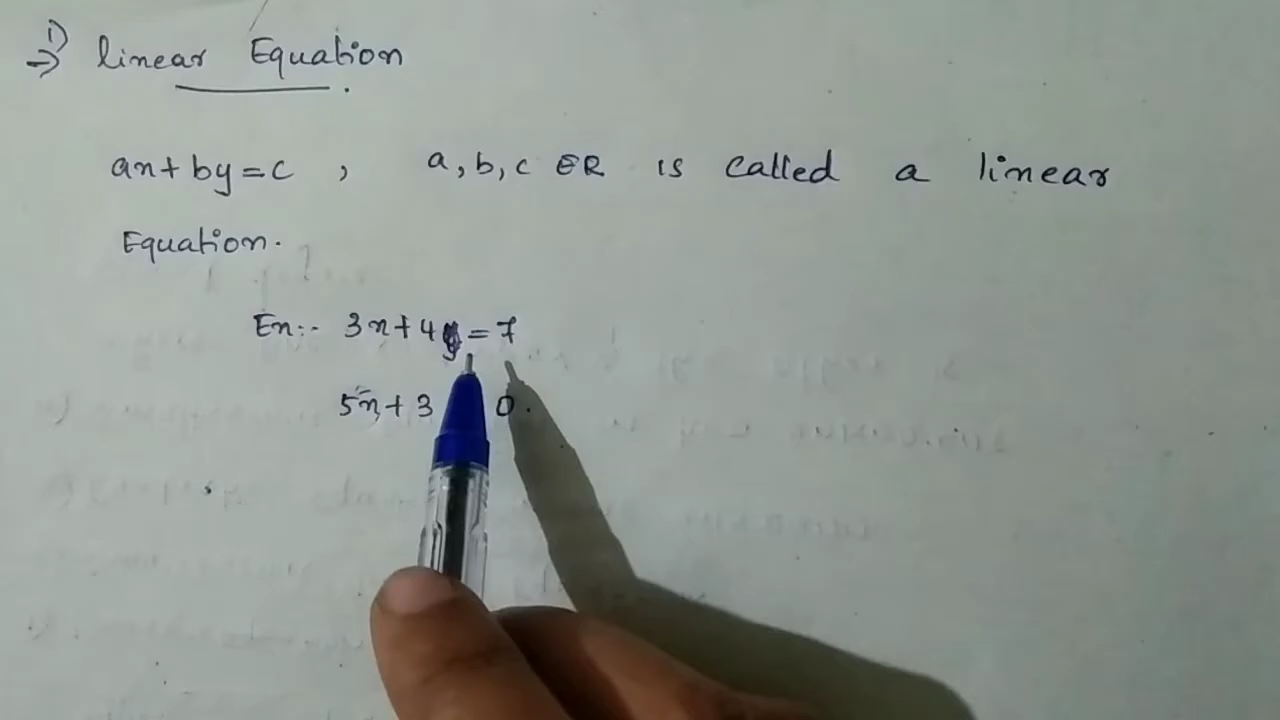 1)
⇒ linear Equation.
ax+by=c , a,b,c ∈R is called a linear
Equation.
Ex:- 3x+4y=7
5x+3 0.